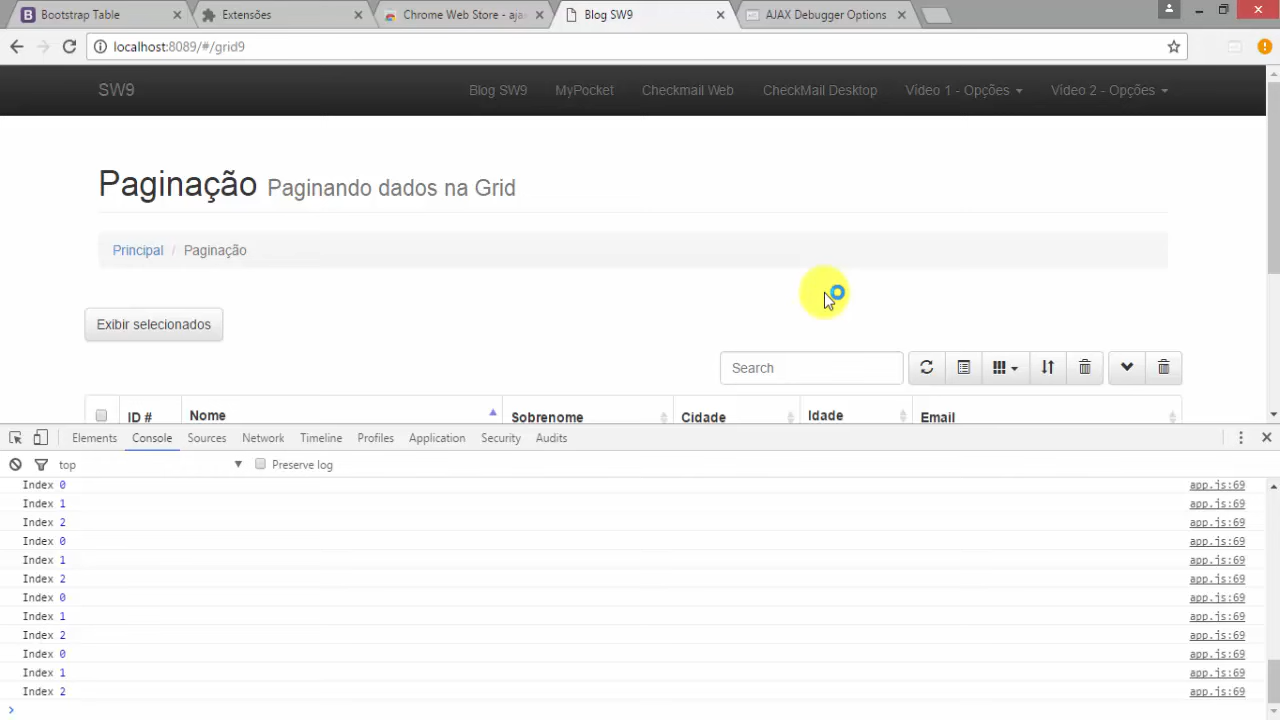 Bootstrap Table
Extensões
Chrome Web Store - aja
Blog SW9
AJAX Debugger Options
localhost:8089/#/grid9
SW9
Blog SW9
MyPocket
Checkmail Web
CheckMail Desktop
Video 1 - Opções
Video 2 - Opções
Paginação Paginando dados na Grid
Principal / Paginação
Exibir selecionados
Search
ID #
Nome
Sobrenome
Cidade
Idade
Email
Elements
Console
Sources
Network
Timeline
Profiles
Application
Security
Audits
top
Preserve log
Index 0 app.js:69
Index 1 app.js:69
Index 2 app.js:69
Index 0 app.js:69
Index 1 app.js:69
Index 2 app.js:69
Index 0 app.js:69
Index 1 app.js:69
Index 2 app.js:69
Index 0 app.js:69
Index 1 app.js:69
Index 2 app.js:69